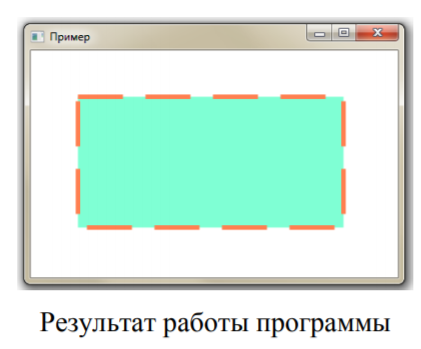 Пример
Результат работы программы